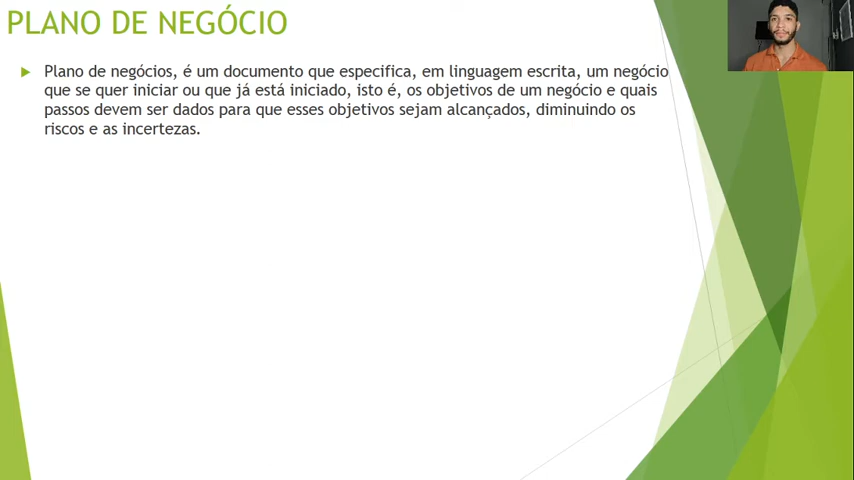 PLANO DE NEGÓCIO
Plano de negócios, é um documento que especifica, em linguagem escrita, um negócio
que se quer iniciar ou que já está iniciado, isto é, os objetivos de um negócio e quais
passos devem ser dados para que esses objetivos sejam alcançados, diminuindo os
riscos e as incertezas.